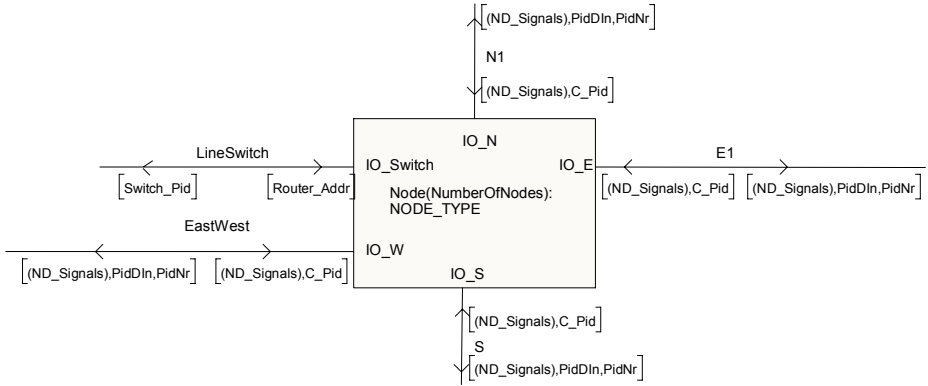 [(ND_Signals),PidDIn,PidNr]
N1
[(ND_Signals),C_Pid]
IO_N
LineSwitch
IO_Switch
IO_E
E1
[Switch_Pid]
[Router_Addr]
[(ND_Signals),C_Pid]
[(ND_Signals),PidDIn,PidNr]
Node(NumberOfNodes):
NODE_TYPE
EastWest
IO_W
[(ND_Signals),PidDIn,PidNr]
[(ND_Signals),C_Pid]
IO_S
[(ND_Signals),C_Pid]
S
[(ND_Signals),PidDIn,PidNr]